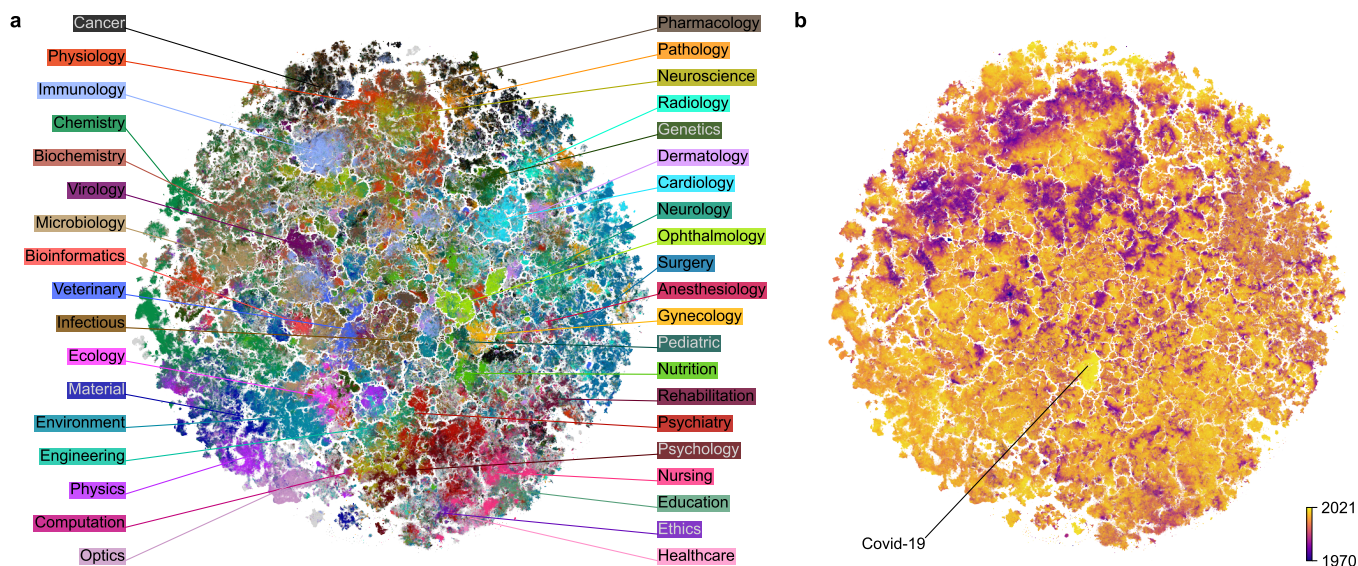 a
Cancer
Physiology
Immunology
Chemistry
Biochemistry
Virology
Microbiology
Bioinformatics
Veterinary
Infectious
Ecology
Material
Environment
Engineering
Physics
Computation
Optics
Pharmacology
Pathology
Neuroscience
Radiology
Genetics
Dermatology
Cardiology
Neurology
Ophthalmology
Surgery
Anesthesiology
Gynecology
Pediatric
Nutrition
Rehabilitation
Psychiatry
Psychology
Nursing
Education
Ethics
Healthcare
b
Covid-19
2021
1970